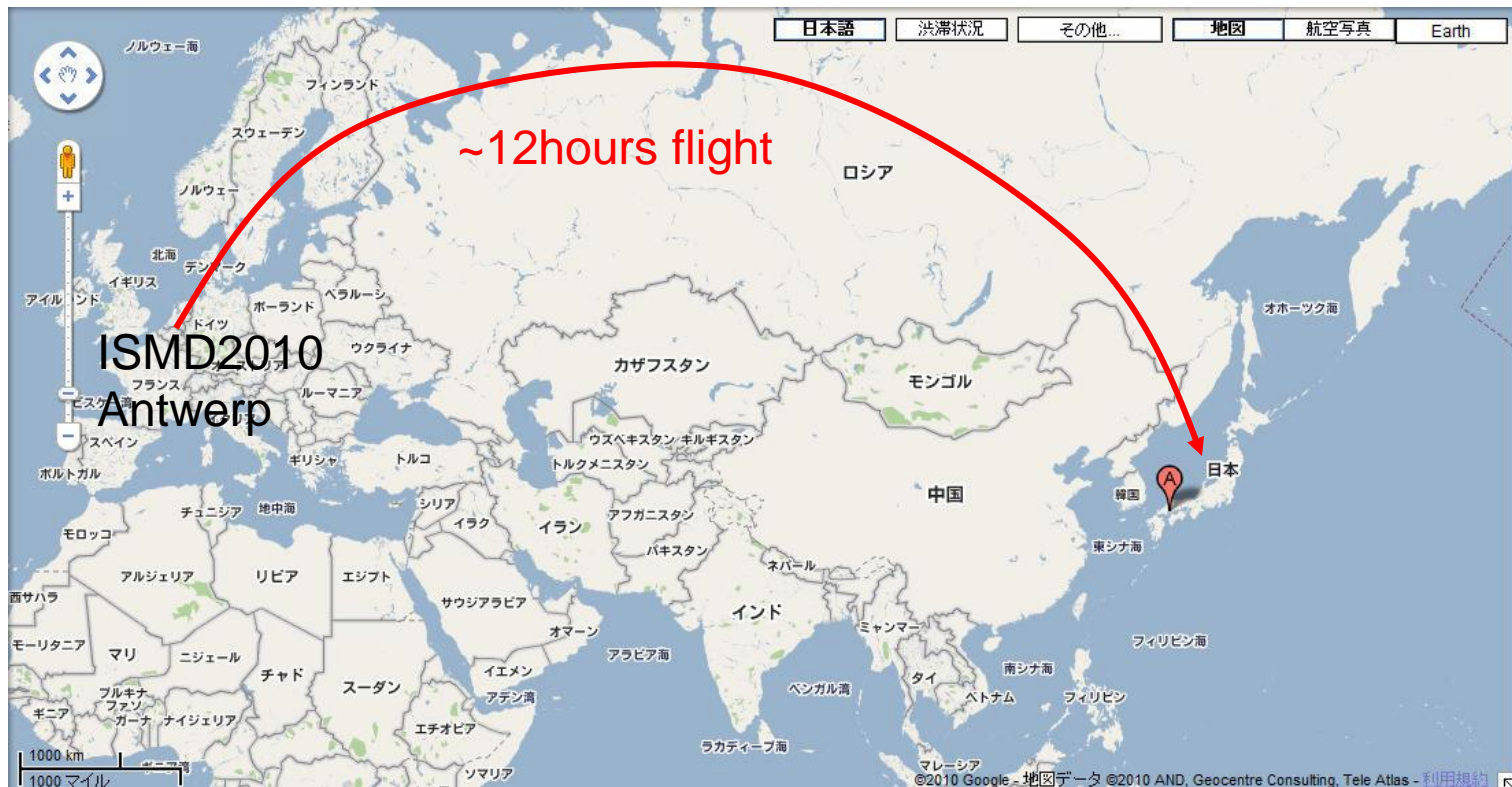 日本語 渋滞状況 その他... 地図 航空写真 Earth
ノルウェー海
フィンランド
スウェーデン
~12hours flight
ロシア
ノルウェー
北海
デンマーク
イギリス
アイルランド
ポーランド
ベラルーシ
オホーツク海
ドイツ
ISMD2010
Antwerp
ウクライナ
フランス
カザフスタン
モンゴル
ルーマニア
スペイン
ウズベキスタン キルギスタン
ポルトガル
ギリシャ
トルコ
トルクメニスタン
A
日本
韓国
中国
チュニジア
地中海
シリア
イラク
イラン
アフガニスタン
モロッコ
パキスタン
東シナ海
ネパール
アルジェリア
リビア
エジプト
西サハラ
サウジアラビア
インド
ミャンマー
オマーン
モーリタニア
マリ
ニジェール
チャド
スーダン
アラビア海
フィリピン海
イエメン
アデン湾
ベンガル湾
タイ
南シナ海
ベトナム
フィリピン
ブルキナ
ファソ
ギニア
ガーナ
ナイジェリア
エチオピア
ラカディーブ海
1000 km
1000 マイル
ギニア湾
ソマリア
マレーシア
©2010 Google - 地図データ ©2010 AND, Geocentre Consulting, Tele Atlas - 利用規約